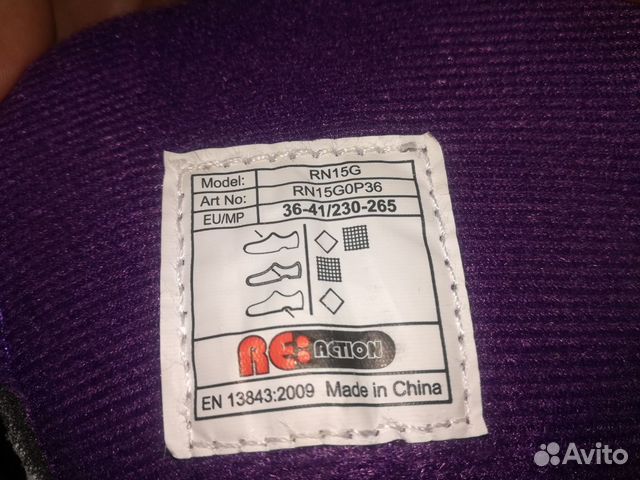 Model: RN15G
Art No: RN15G0P36
EU/MP 36-41/230-265
RE:ACTION
EN 13843:2009 Made in China
Avito